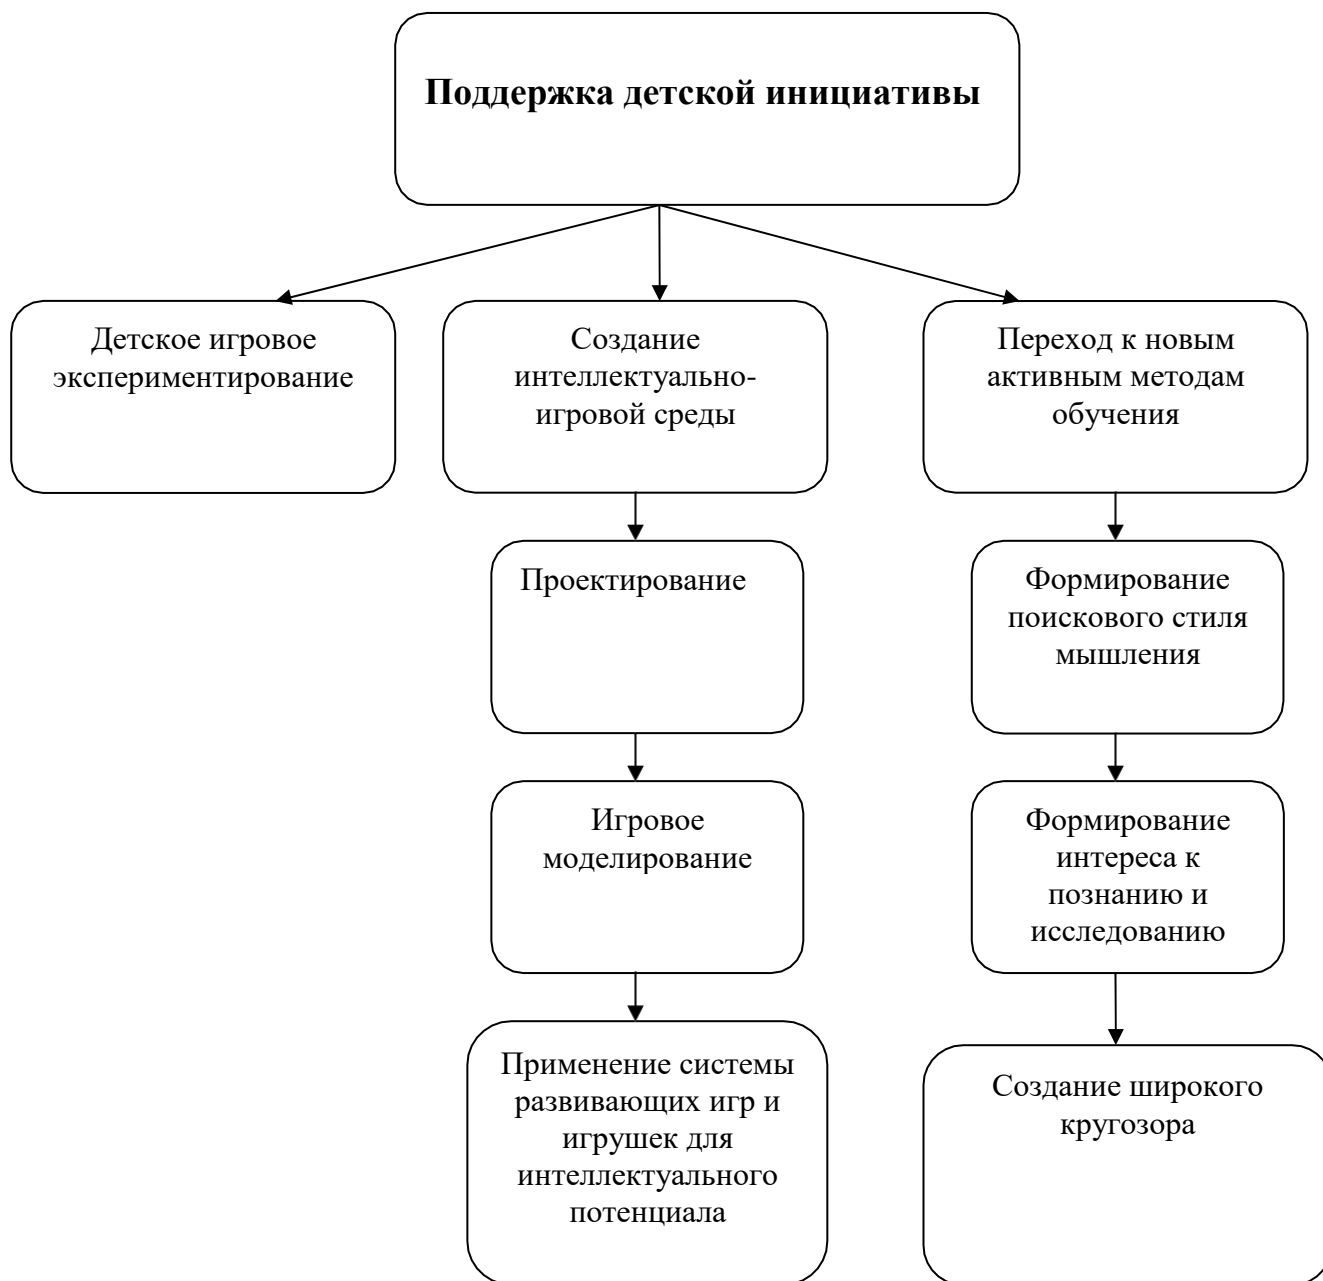 Поддержка детской инициативы
Детское игровое
экспериментирование
Создание
интеллектуально-
игровой среды
Переход к новым
активным методам
обучения
Проектирование
Формирование
поискового стиля
мышления
Игровое
моделирование
Формирование
интереса к
познанию и
исследованию
Применение системы
развивающих игр и
игрушек для
интеллектуального
потенциала
Создание широкого
кругозора